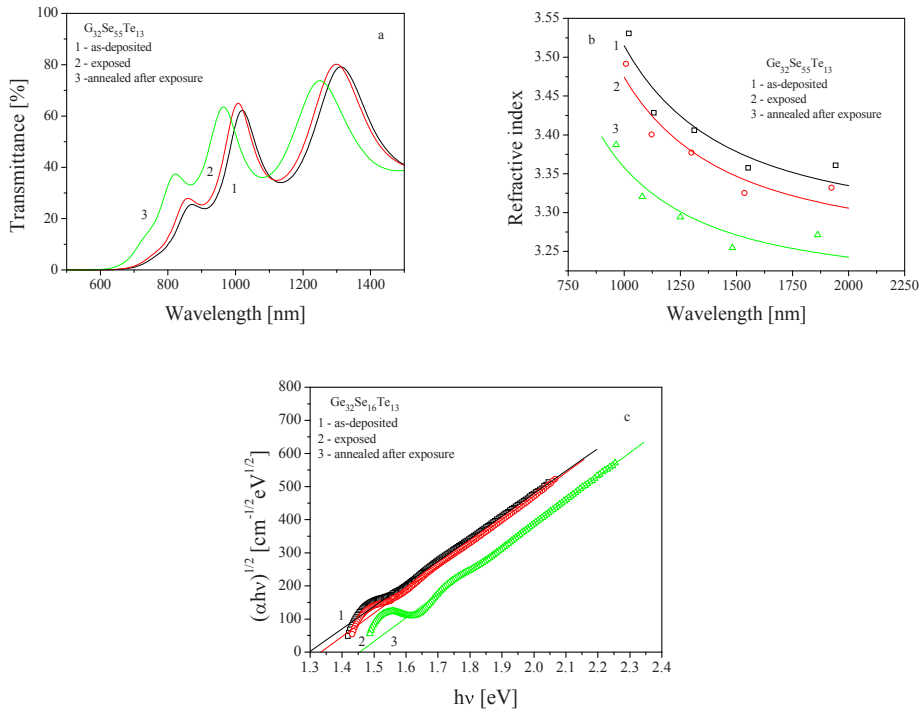 G32Se55Te13
1 - as-deposited
2 - exposed
3 -annealed after exposure
a
Transmittance [%]
80
60
40
20
0
1
2
3
600 800 1000 1200 1400
Wavelength [nm]
b
Ge32Se55Te13
1 - as-deposited
2 - exposed
3 - annealed after exposure
Refractive index
3.55
3.50
3.45
3.40
3.35
3.30
3.25
1
2
3
750 1000 1250 1500 1750 2000 2250
Wavelength [nm]
c
Ge32Se16Te13
1 - as-deposited
2 - exposed
3 - annealed after exposure
(αhν)1/2 [cm-1/2eV1/2]
800
700
600
500
400
300
200
100
0
1
2
3
1.3 1.4 1.5 1.6 1.7 1.8 1.9 2.0 2.1 2.2 2.3 2.4
hν [eV]